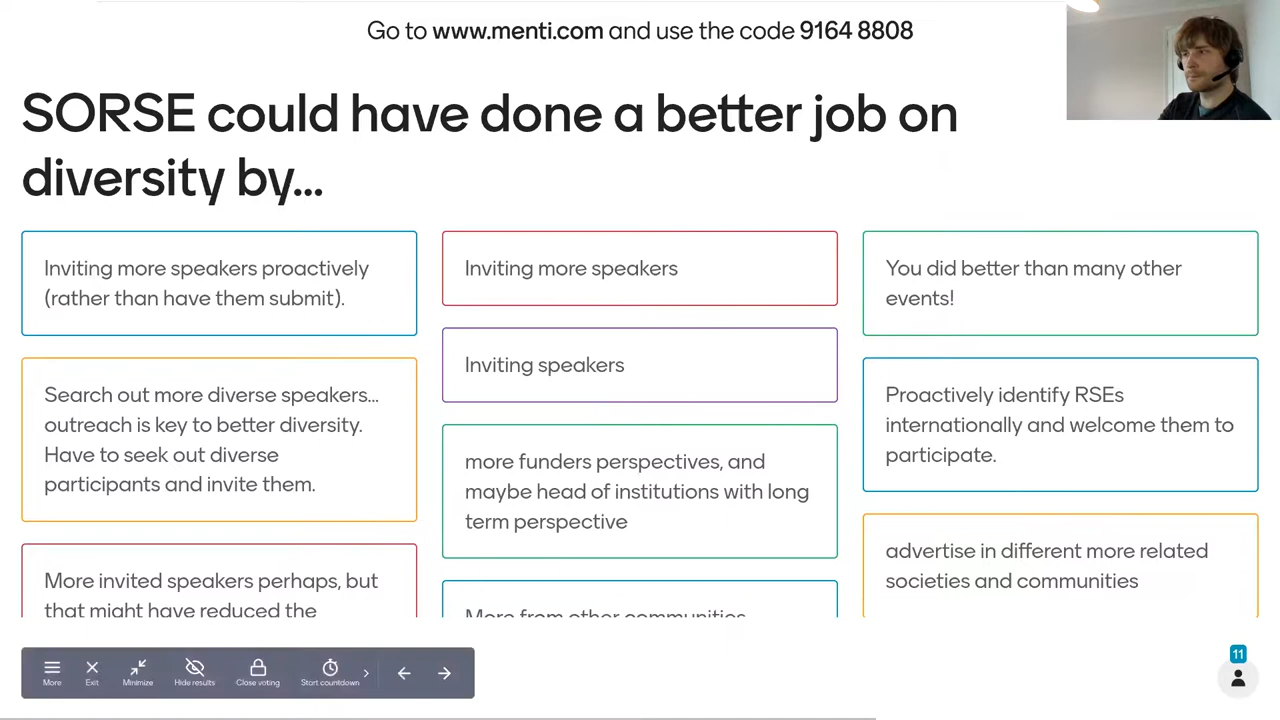 Go to www.menti.com and use the code 9164 8808
SORSE could have done a better job on
diversity by...
Inviting more speakers proactively
(rather than have them submit).
Search out more diverse speakers...
outreach is key to better diversity.
Have to seek out diverse
participants and invite them.
More invited speakers perhaps, but
that might have reduced the
Inviting more speakers
Inviting speakers
more funders perspectives, and
maybe head of institutions with long
term perspective
More from other communities
You did better than many other
events!
Proactively identify RSEs
internationally and welcome them to
participate.
advertise in different more related
societies and communities
More
Exit
Minimize
Hide results
Close voting
Start countdown
11